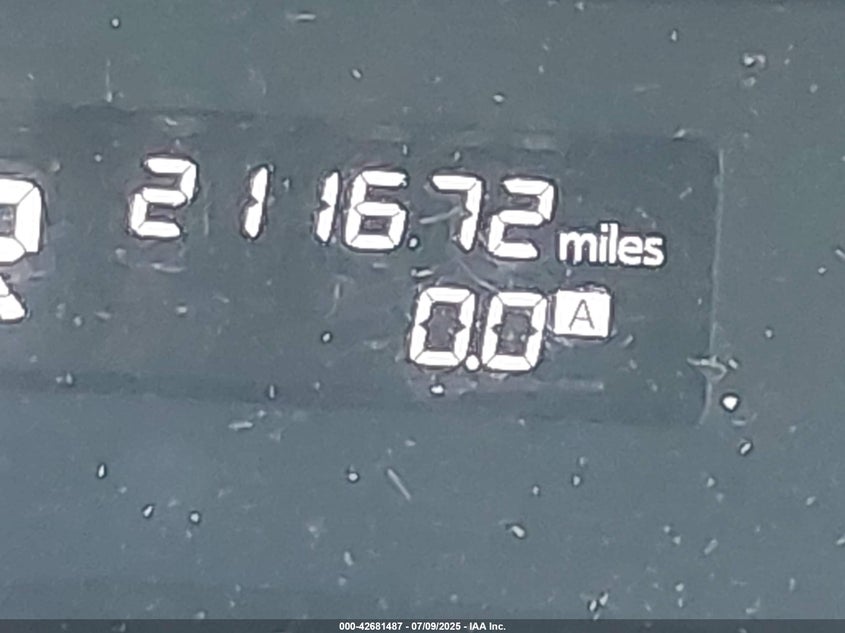 R
211672 miles
0.0 A
000-42681487 - 07/09/2025 - IAA Inc.